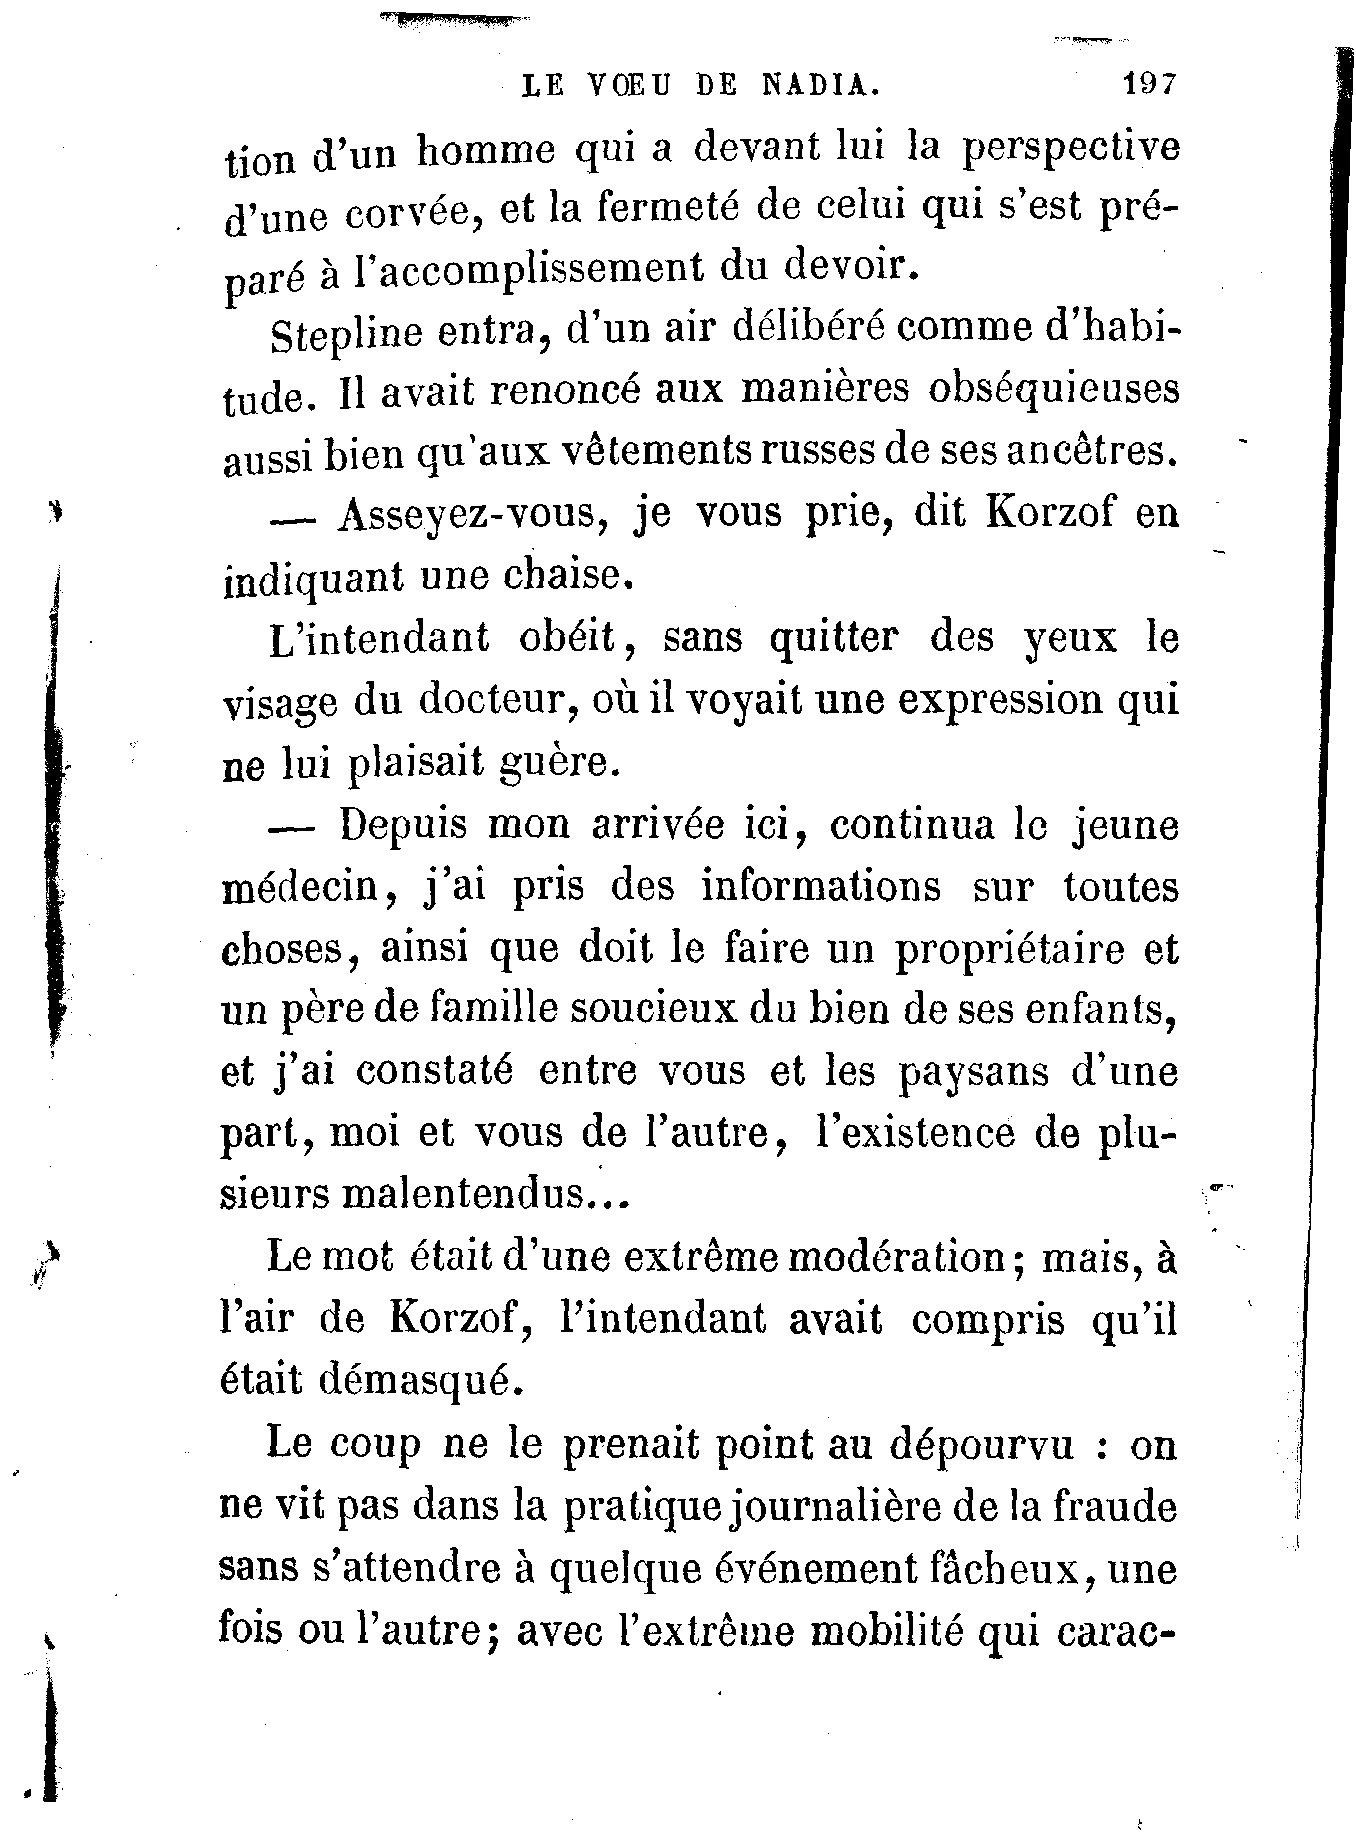 LE VŒU DE NADIA. 197
tion d'un homme qui a devant lui la perspective
d'une corvée, et la fermeté de celui qui s'est pré-
paré à l'accomplissement du devoir.
Stepline entra, d'un air délibéré comme d'habi-
tude. Il avait renoncé aux manières obséquieuses
aussi bien qu'aux vêtements russes de ses ancêtres.
— Asseyez-vous, je vous prie, dit Korzof en
indiquant une chaise.
L'intendant obéit, sans quitter des yeux le
visage du docteur, où il voyait une expression qui
ne lui plaisait guère.
— Depuis mon arrivée ici, continua le jeune
médecin, j'ai pris des informations sur toutes
choses, ainsi que doit le faire un propriétaire et
un père de famille soucieux du bien de ses enfants,
et j'ai constaté entre vous et les paysans d'une
part, moi et vous de l'autre, l'existence de plu-
sieurs malentendus...
Le mot était d'une extrême modération; mais, à
l'air de Korzof, l'intendant avait compris qu'il
était démasqué.
Le coup ne le prenait point au dépourvu : on
ne vit pas dans la pratique journalière de la fraude
sans s'attendre à quelque événement fâcheux, une
fois ou l'autre; avec l'extrême mobilité qui carac-